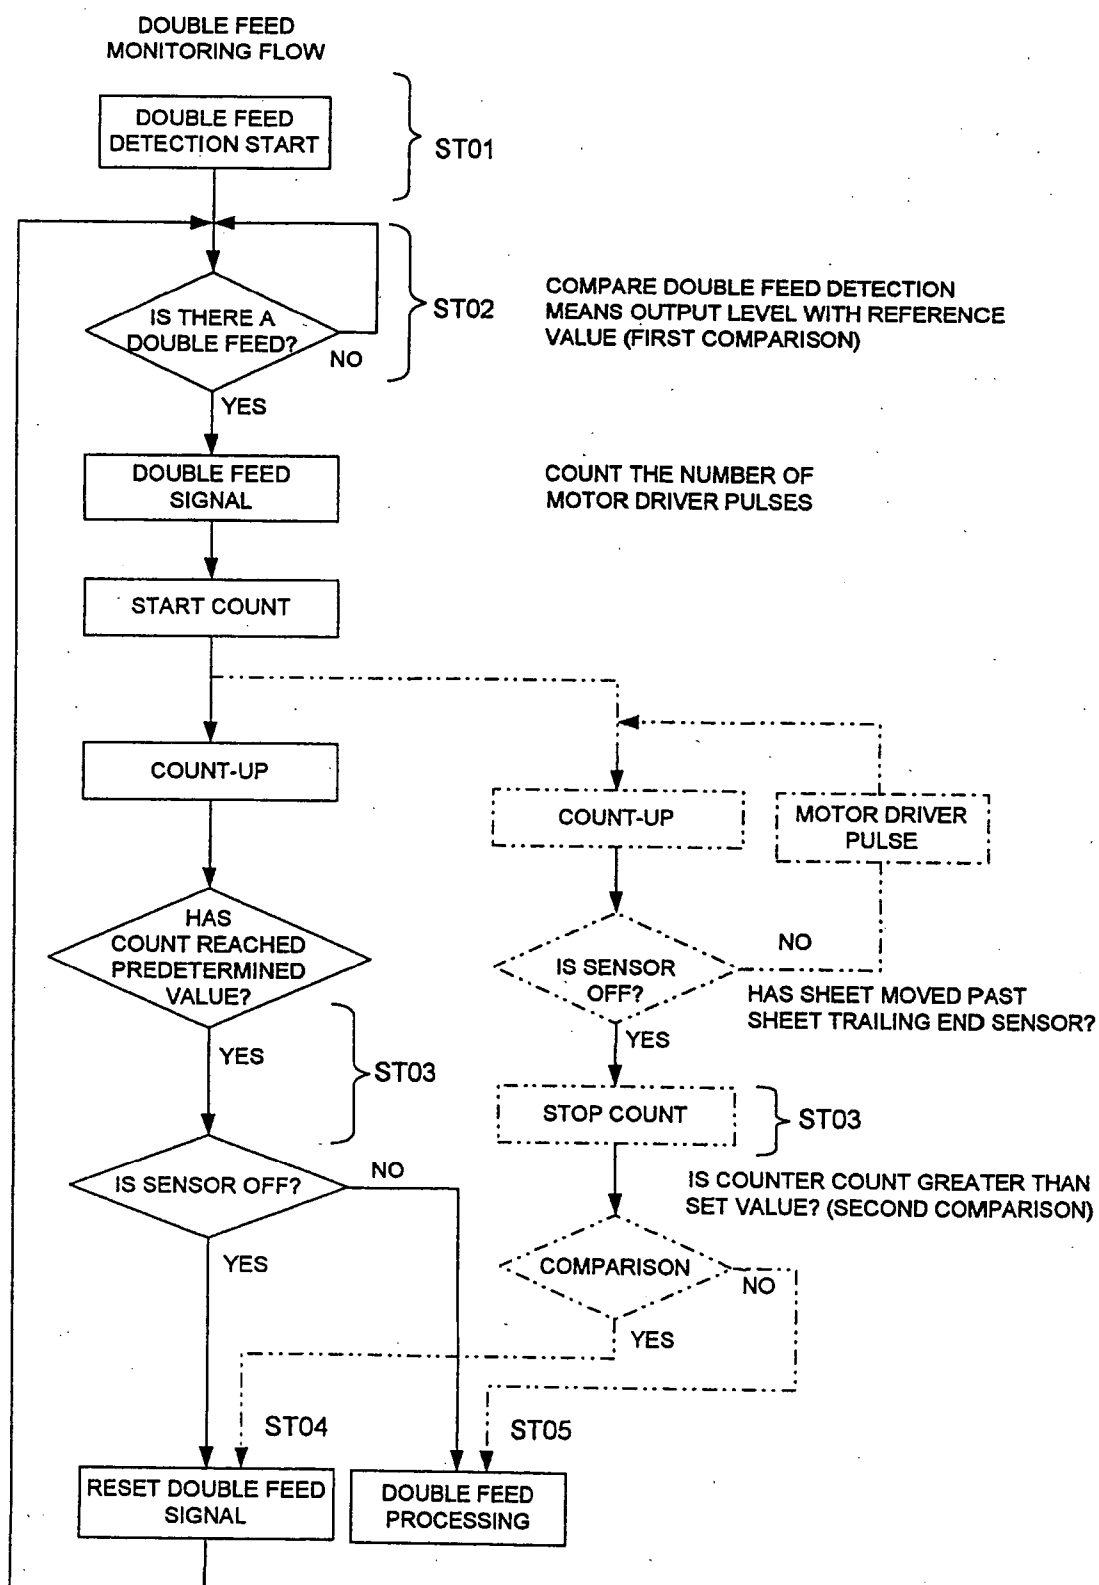 DOUBLE FEED
MONITORING FLOW
DOUBLE FEED
DETECTION START
ST01
IS THERE A
DOUBLE FEED?
NO
ST02
COMPARE DOUBLE FEED DETECTION
MEANS OUTPUT LEVEL WITH REFERENCE
VALUE (FIRST COMPARISON)
YES
DOUBLE FEED
SIGNAL
COUNT THE NUMBER OF
MOTOR DRIVER PULSES
START COUNT
COUNT-UP
COUNT-UP
MOTOR DRIVER
PULSE
HAS
COUNT REACHED
PREDETERMINED
VALUE?
IS SENSOR
OFF?
NO
HAS SHEET MOVED PAST
SHEET TRAILING END SENSOR?
YES
YES
ST03
STOP COUNT
ST03
IS SENSOR OFF?
NO
IS COUNTER COUNT GREATER THAN
SET VALUE? (SECOND COMPARISON)
YES
COMPARISON
NO
YES
ST04
ST05
RESET DOUBLE FEED
SIGNAL
DOUBLE FEED
PROCESSING